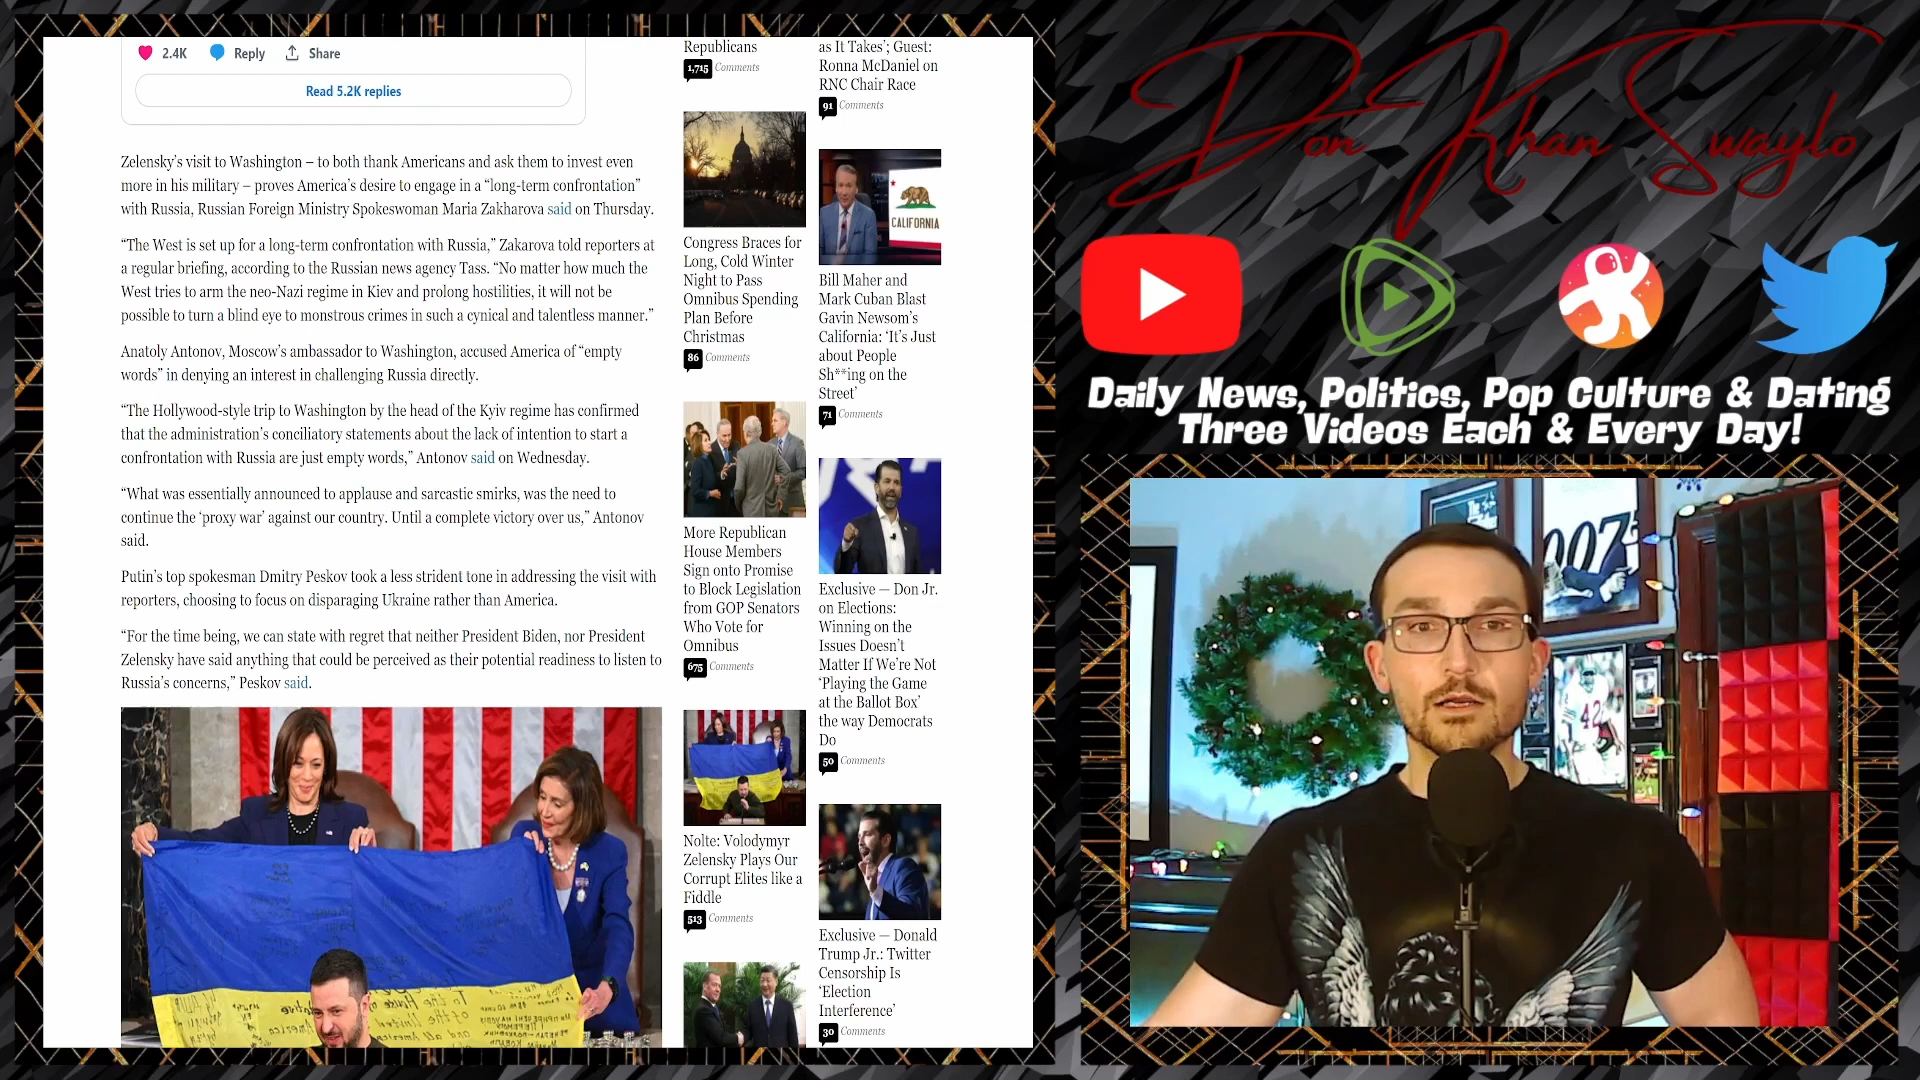 2.4K
Reply
Share
Read 5.2K replies
Zelensky’s visit to Washington – to both thank Americans and ask them to invest even
more in his military – proves America’s desire to engage in a “long-term confrontation”
with Russia, Russian Foreign Ministry Spokeswoman Maria Zakharova said on Thursday.
“The West is set up for a long-term confrontation with Russia,” Zakarova told reporters at
a regular briefing, according to the Russian news agency Tass. “No matter how much the
West tries to arm the neo-Nazi regime in Kiev and prolong hostilities, it will not be
possible to turn a blind eye to monstrous crimes in such a cynical and talentless manner.”
Anatoly Antonov, Moscow’s ambassador to Washington, accused America of “empty
words” in denying an interest in challenging Russia directly.
“The Hollywood-style trip to Washington by the head of the Kyiv regime has confirmed
that the administration’s conciliatory statements about the lack of intention to start a
confrontation with Russia are just empty words,” Antonov said on Wednesday.
“What was essentially announced to applause and sarcastic smirks, was the need to
continue the ‘proxy war’ against our country. Until a complete victory over us,” Antonov
said.
Putin’s top spokesman Dmitry Peskov took a less strident tone in addressing the visit with
reporters, choosing to focus on disparaging Ukraine rather than America.
“For the time being, we can state with regret that neither President Biden, nor President
Zelensky have said anything that could be perceived as their potential readiness to listen to
Russia’s concerns,” Peskov said.
Republicans
1,715 Comments
Congress Braces for
Long, Cold Winter
Night to Pass
Omnibus Spending
Plan Before
Christmas
86 Comments
More Republican
House Members
Sign onto Promise
to Block Legislation
from GOP Senators
Who Vote for
Omnibus
675 Comments
Nolte: Volodymyr
Zelensky Plays Our
Corrupt Elites like a
Fiddle
513 Comments
as It Takes’; Guest:
Ronna McDaniel on
RNC Chair Race
91 Comments
CALIFORNIA
Bill Maher and
Mark Cuban Blast
Gavin Newsom’s
California: ‘It’s Just
about People
Sh**ing on the
Street’
71 Comments
Exclusive — Don Jr.
on Elections:
Winning on the
Issues Doesn’t
Matter If We’re Not
‘Playing the Game
at the Ballot Box’
the way Democrats
Do
50 Comments
Exclusive — Donald
Trump Jr.: Twitter
Censorship Is
‘Election
Interference’
30 Comments
Don Khan Swaylo
Daily News, Politics, Pop Culture & Dating
Three Videos Each & Every Day!
007
42